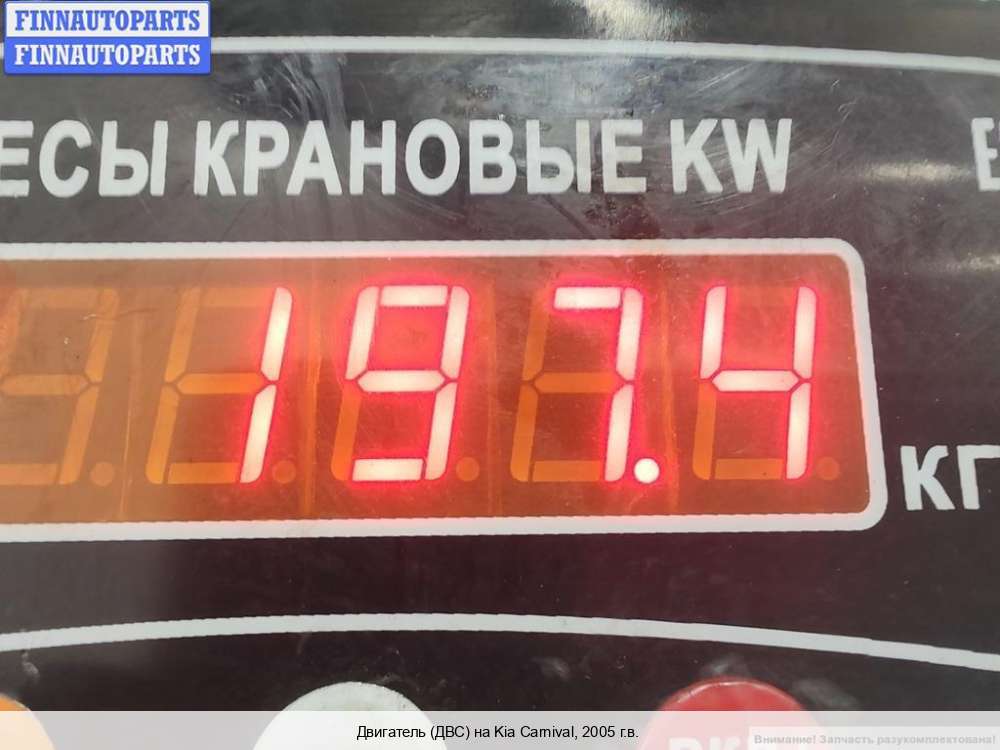 FINNAUTOPARTS
FINNAUTOPARTS
ЕСЫ КРАНОВЫЕ KW
197.4
КГ
Двигатель (ДВС) на Kia Carnival, 2005 г.в.
Внимание! Запчасть разукомплектована!